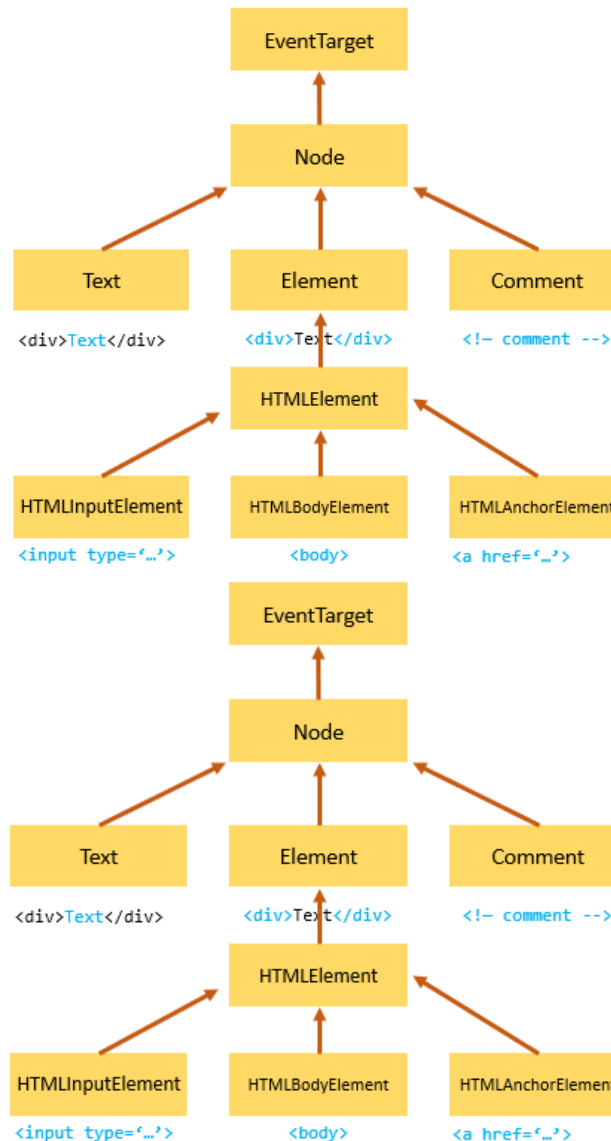 EventTarget
Node
Text Element Comment
<div>Text</div> <div>Text</div> <!— comment -->
HTMLElement
HTMLInputElement HTMLBodyElement HTMLAnchorElement
<input type=‘…’> <body> <a href=‘…’>
EventTarget
Node
Text Element Comment
<div>Text</div> <div>Text</div> <!— comment -->
HTMLElement
HTMLInputElement HTMLBodyElement HTMLAnchorElement
<input type=‘…’> <body> <a href=‘…’>